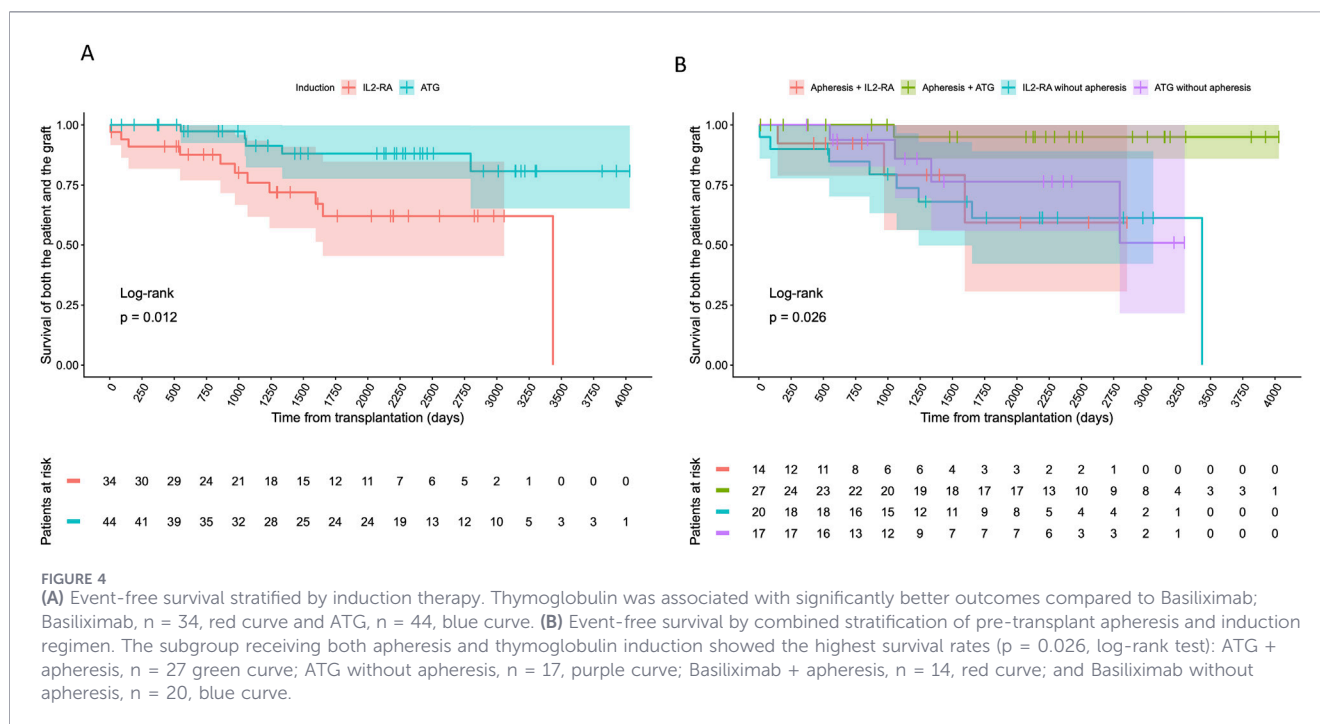 A
Induction IL2-RA ATG
Survival of both the patient and the graft
1.00
0.75
0.50
0.25
0.00
Log-rank
p = 0.012
0 250 500 750 1000 1250 1500 1750 2000 2250 2500 2750 3000 3250 3500 3750 4000
Time from transplantation (days)
Patients at risk
34 30 29 24 21 18 15 12 11 7 6 5 2 1 0 0 0
44 41 39 35 32 28 25 24 24 19 13 12 10 5 3 3 1
B
Apheresis + IL2-RA Apheresis + ATG IL2-RA without apheresis ATG without apheresis
Survival of both the patient and the graft
1.00
0.75
0.50
0.25
0.00
Log-rank
p = 0.026
0 250 500 750 1000 1250 1500 1750 2000 2250 2500 2750 3000 3250 3500 3750 4000
Time from transplantation (days)
Patients at risk
14 12 11 8 6 6 4 3 3 2 2 1 0 0 0 0 0
27 24 23 22 20 19 18 17 17 13 10 9 8 4 3 3 1
20 18 18 16 15 12 11 9 8 5 4 4 2 1 0 0 0
17 17 16 13 12 9 7 7 7 6 3 3 2 1 0 0 0
FIGURE 4
(A) Event-free survival stratified by induction therapy. Thymoglobulin was associated with significantly better outcomes compared to Basiliximab;
Basiliximab, n = 34, red curve and ATG, n = 44, blue curve. (B) Event-free survival by combined stratification of pre-transplant apheresis and induction
regimen. The subgroup receiving both apheresis and thymoglobulin induction showed the highest survival rates (p = 0.026, log-rank test): ATG +
apheresis, n = 27 green curve; ATG without apheresis, n = 17, purple curve; Basiliximab + apheresis, n = 14, red curve; and Basiliximab without
apheresis, n = 20, blue curve.